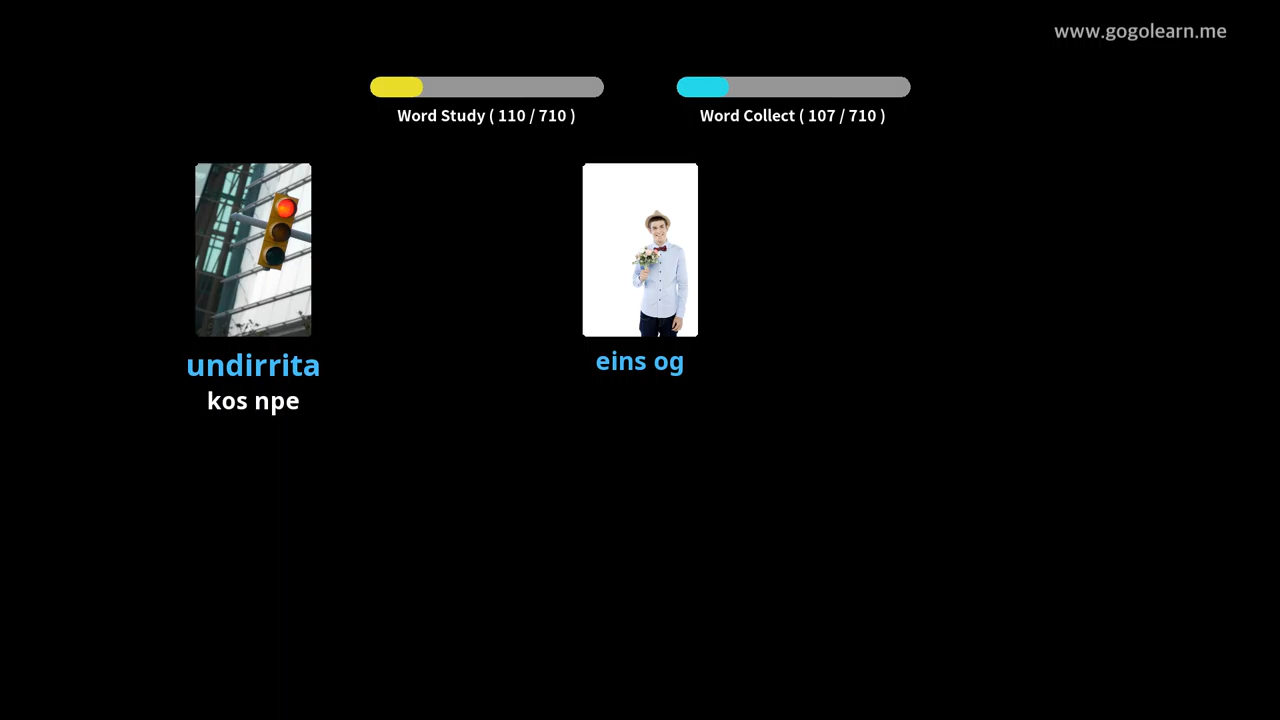 www.gogolearn.me
Word Study ( 110 / 710 )
Word Collect ( 107 / 710 )
undirrita
kos npe
eins og